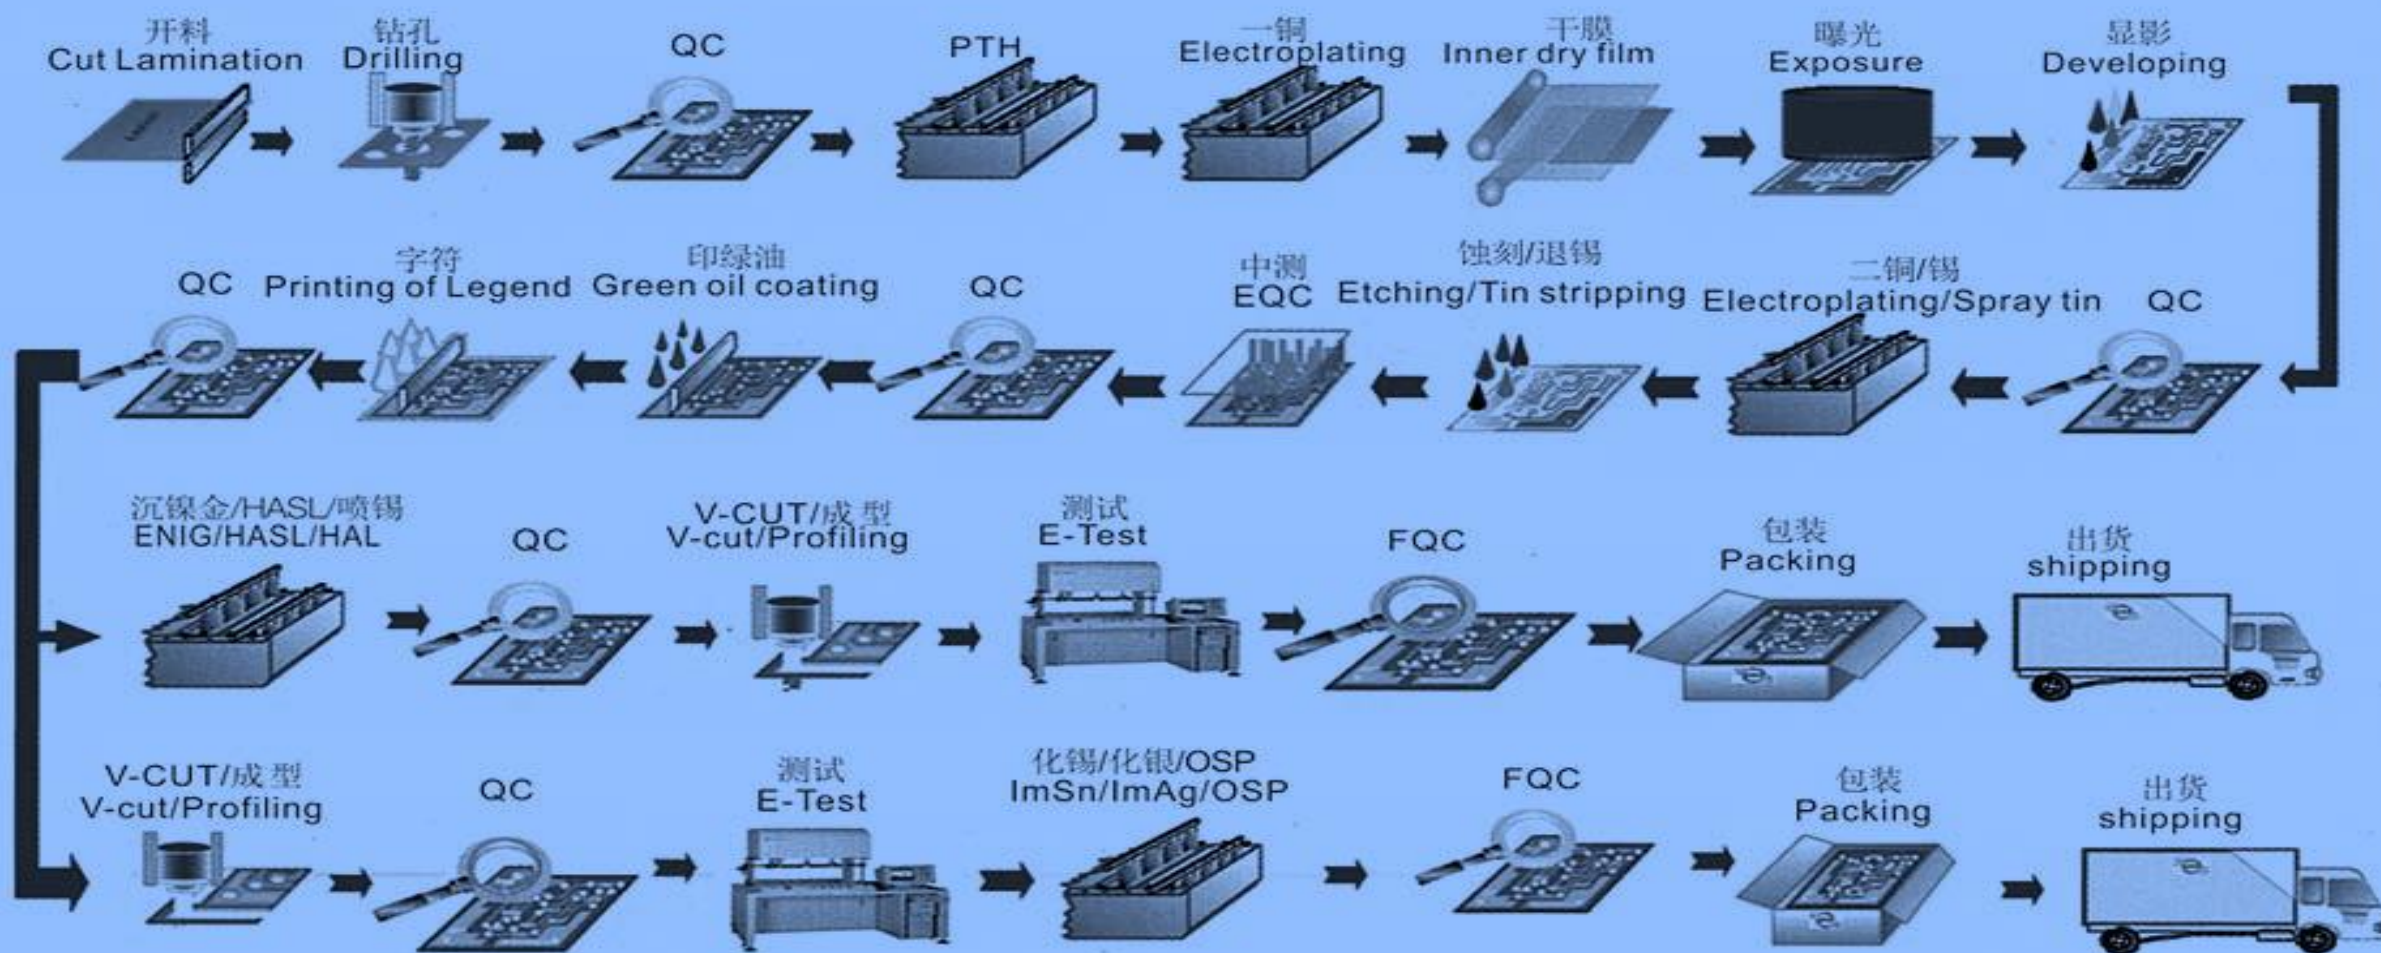 开料
Cut Lamination
钻孔
Drilling
QC
PTH
一铜
Electroplating
干膜
Inner dry film
曝光
Exposure
显影
Developing
QC
字符
Printing of Legend
印绿油
Green oil coating
QC
中测
EQC
蚀刻/退锡
Etching/Tin stripping
二铜/锡
Electroplating/Spray tin
QC
沉镍金/HASL/喷锡
ENIG/HASL/HAL
QC
V-CUT/成型
V-cut/Profiling
测试
E-Test
FQC
包装
Packing
出货
shipping
V-CUT/成型
V-cut/Profiling
QC
测试
E-Test
化锡/化银/OSP
ImSn/ImAg/OSP
FQC
包装
Packing
出货
shipping